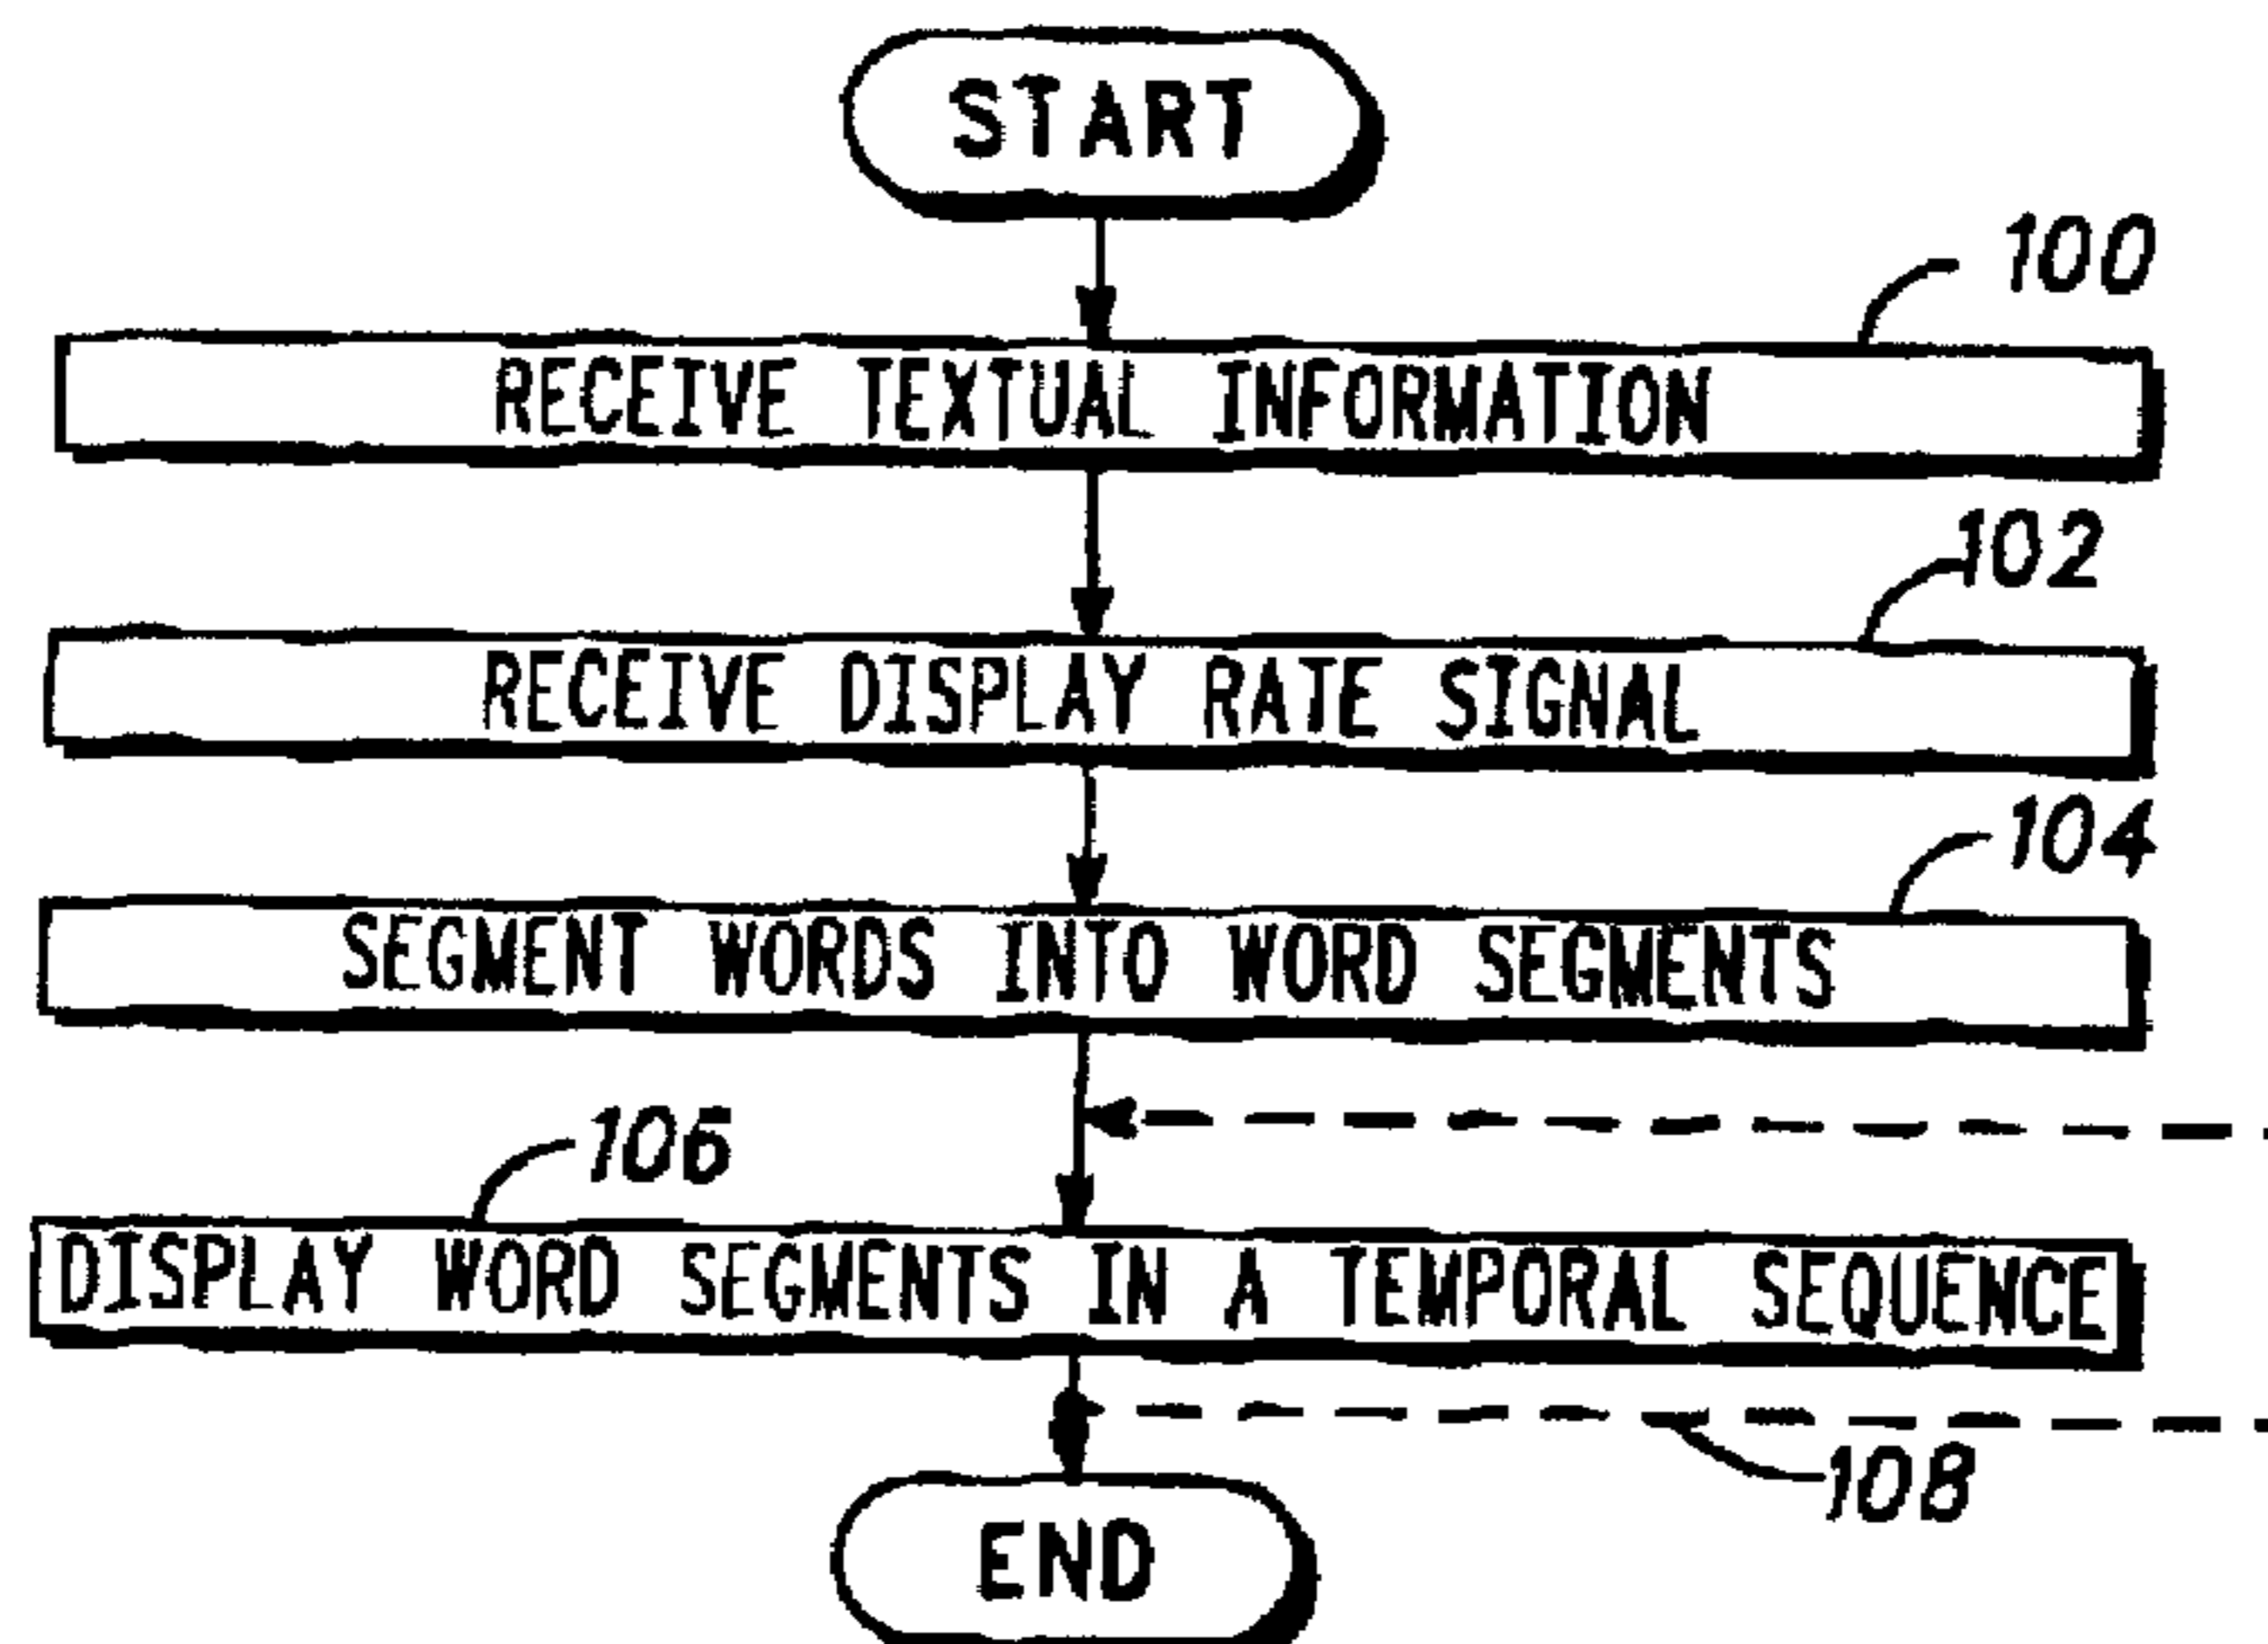 START
100
RECEIVE TEXTUAL INFORMATION
102
RECEIVE DISPLAY RATE SIGNAL
104
SEGMENT WORDS INTO WORD SEGMENTS
106
DISPLAY WORD SEGMENTS IN A TEMPORAL SEQUENCE
108
END